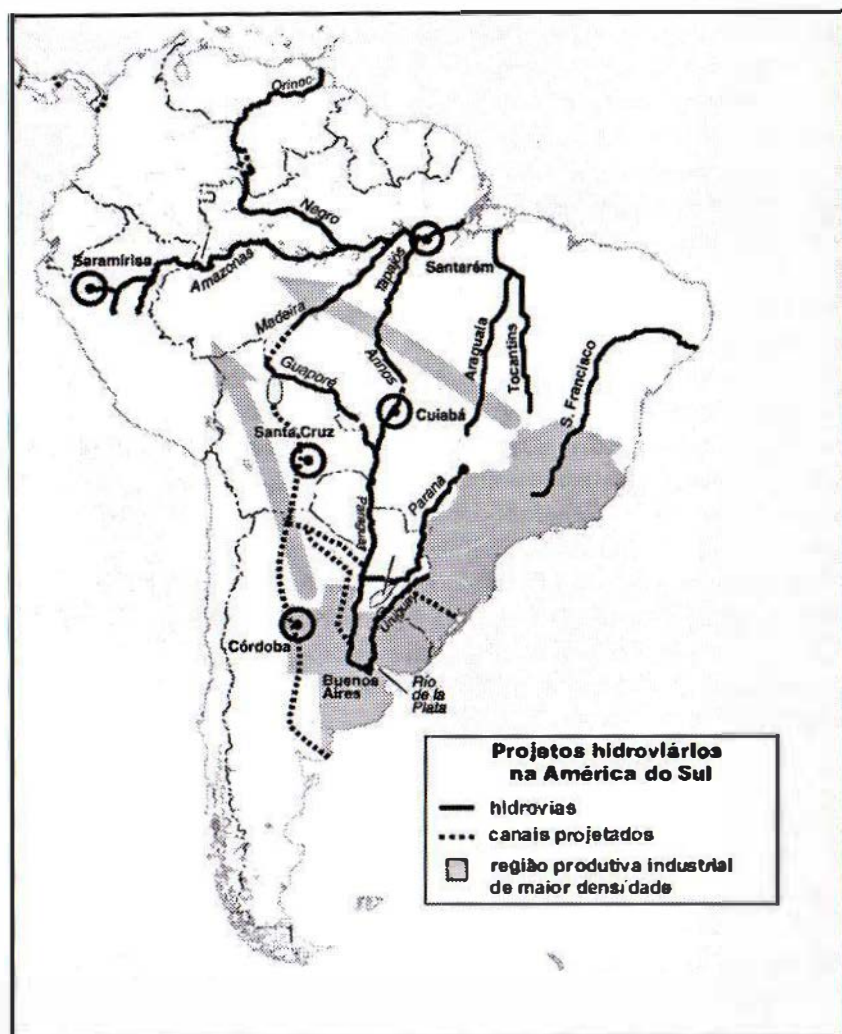 Orinoc
Negro
Saramirisa
Amazonas
Santarém
Tapajós
Madeira
Arinos
Araguaia
Tocantins
S. Francisco
Guaporé
Cuiabá
Santa Cruz
Paraná
Paraguai
Uruguai
Córdoba
Buenos
Aires
Río
de la
Plata
Projetos hidroviários
na América do Sul
hidrovias
canais projetados
região produtiva industrial
de maior densidade